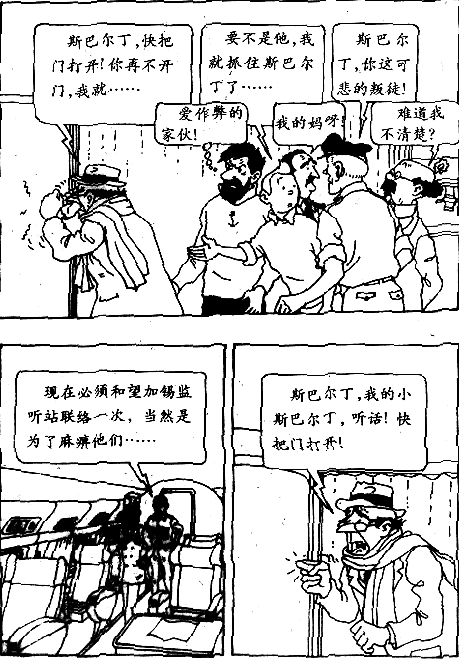 斯巴尔丁,快把
门打开!你再不开
门,我就……
要不是他,我
就抓住斯巴尔
丁了……
斯巴尔
丁,你这可
悲的叛徒!
爱作弊的
家伙!
我的妈呀!
难道我
不清楚?
现在必须和望加锡监
听站联络一次,当然是
为了麻痹他们……
斯巴尔丁,我的小
斯巴尔丁,听话!快
把门打开!